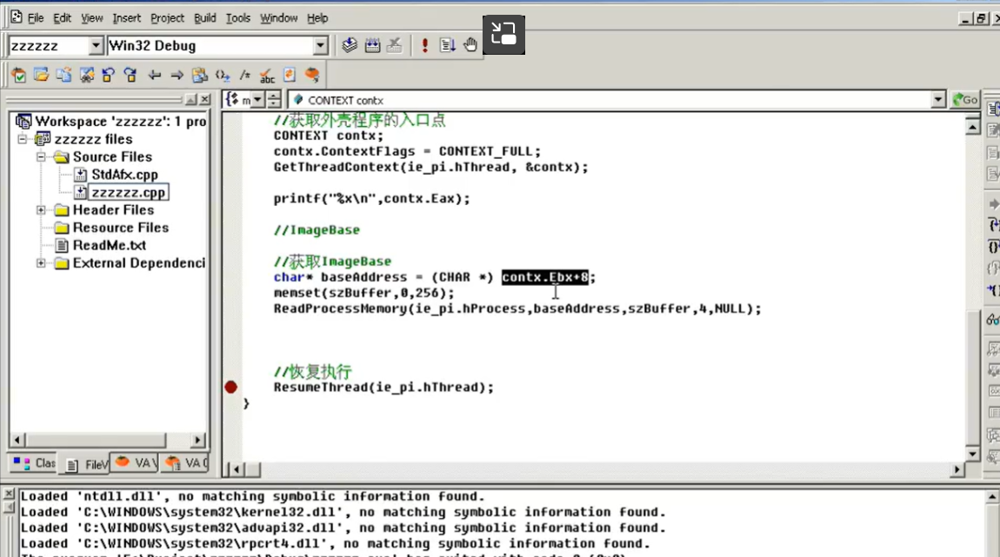 File Edit View Insert Project Build Tools Window Help
zzzzzz Win32 Debug
m CONTEXT contx Go
Workspace 'zzzzzz': 1 pro
zzzzzz files
Source Files
StdAfx.cpp
zzzzzz.cpp
Header Files
Resource Files
ReadMe.txt
External Dependenci
Clas FileV VA V VA O
//获取外壳程序的入口点
CONTEXT contx;
contx.ContextFlags = CONTEXT_FULL;
GetThreadContext(ie_pi.hThread, &contx);
printf("%x\n",contx.Eax);
//ImageBase
//获取ImageBase
char* baseAddress = (CHAR *) contx.Ebx+8;
memset(szBuffer,0,256);
ReadProcessMemory(ie_pi.hProcess,baseAddress,szBuffer,4,NULL);
//恢复执行
ResumeThread(ie_pi.hThread);
}
Loaded 'ntdll.dll', no matching symbolic information found.
Loaded 'C:\WINDOWS\system32\kernel32.dll', no matching symbolic information found.
Loaded 'C:\WINDOWS\system32\advapi32.dll', no matching symbolic information found.
Loaded 'C:\WINDOWS\system32\rpcrt4.dll', no matching symbolic information found.